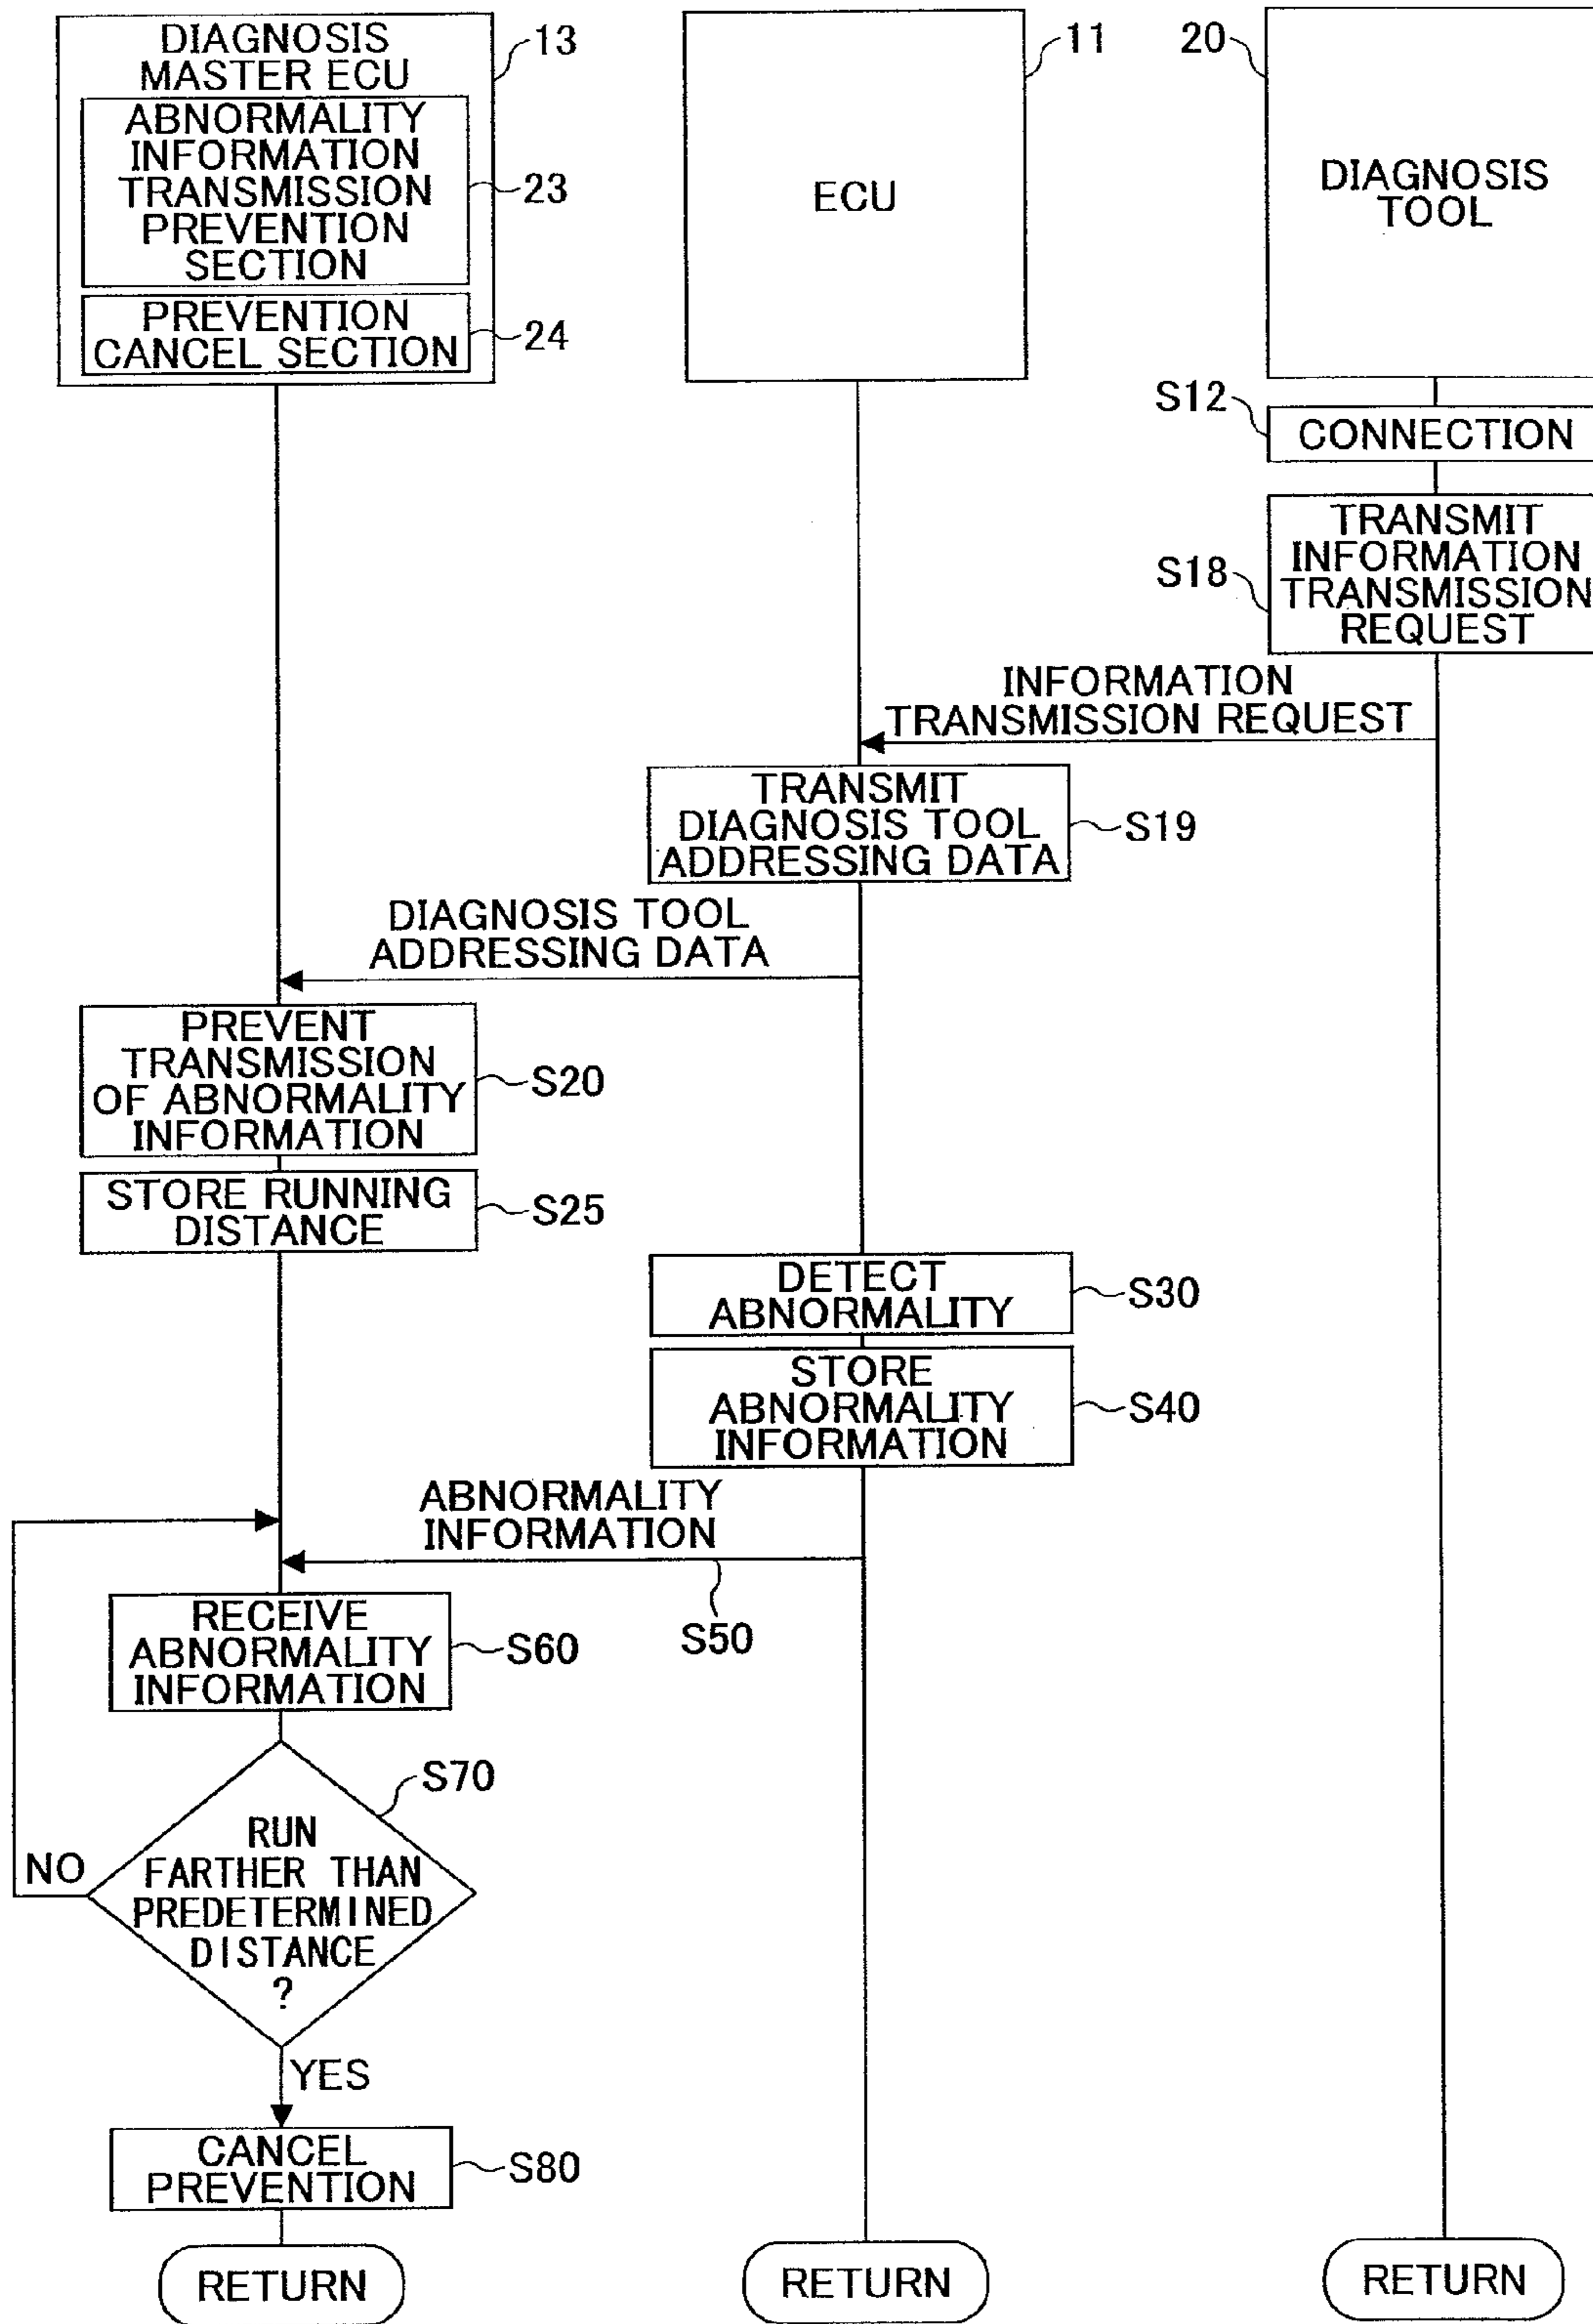 DIAGNOSIS
MASTER ECU
13
ABNORMALITY
INFORMATION
TRANSMISSION
PREVENTION
SECTION
23
PREVENTION
CANCEL SECTION
24
ECU
11
20
DIAGNOSIS
TOOL
S12
CONNECTION
S18
TRANSMIT
INFORMATION
TRANSMISSION
REQUEST
INFORMATION
TRANSMISSION REQUEST
TRANSMIT
DIAGNOSIS TOOL
ADDRESSING DATA
S19
DIAGNOSIS TOOL
ADDRESSING DATA
PREVENT
TRANSMISSION
OF ABNORMALITY
INFORMATION
S20
STORE RUNNING
DISTANCE
S25
DETECT
ABNORMALITY
S30
STORE
ABNORMALITY
INFORMATION
S40
ABNORMALITY
INFORMATION
S50
RECEIVE
ABNORMALITY
INFORMATION
S60
S70
RUN
FARTHER THAN
PREDETERMINED
DISTANCE
?
NO
YES
CANCEL
PREVENTION
S80
RETURN
RETURN
RETURN